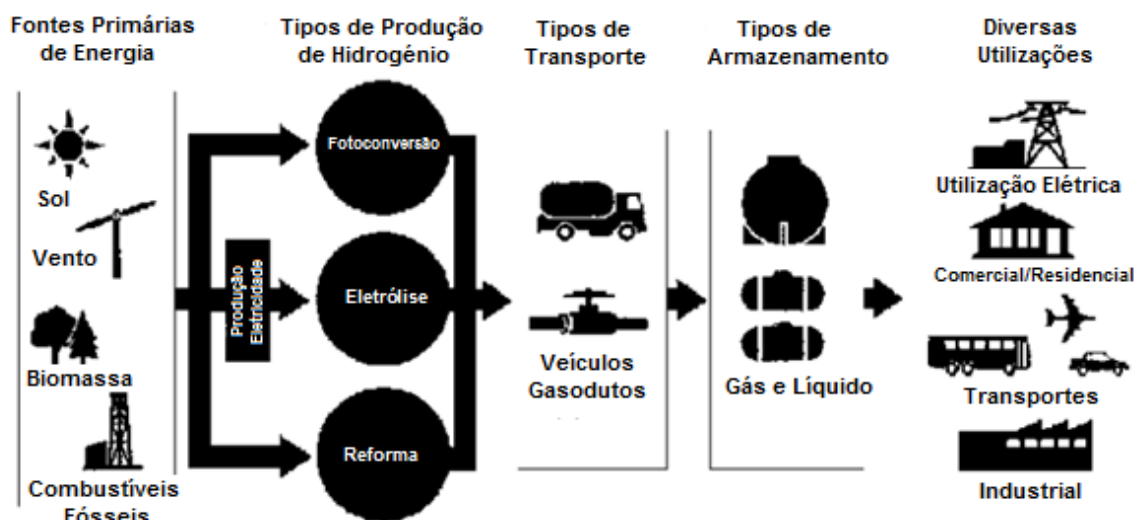 Fontes Primárias
de Energia
Tipos de Produção
de Hidrogénio
Tipos de
Transporte
Tipos de
Armazenamento
Diversas
Utilizações
Sol
Vento
Biomassa
Combustíveis
Fósseis
Produção
Eletricidade
Fotoconversão
Eletrólise
Reforma
Veículos
Gasodutos
Gás e Líquido
Utilização Elétrica
Comercial/Residencial
Transportes
Industrial